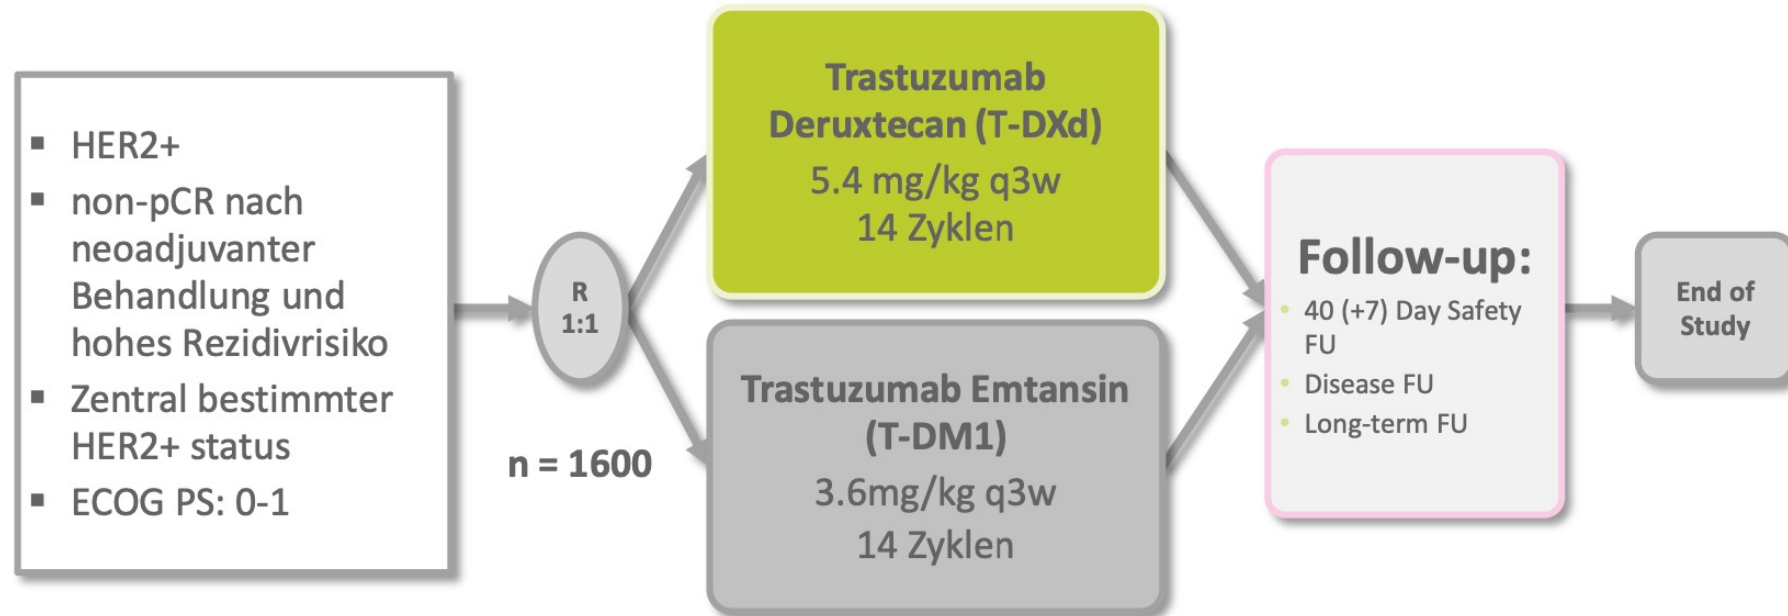 ▪ HER2+
▪ non-pCR nach
neoadjuvanter
Behandlung und
hohes Rezidivrisiko
▪ Zentral bestimmter
HER2+ status
▪ ECOG PS: 0-1
R
1:1
n = 1600
Trastuzumab
Deruxtecan (T-DXd)
5.4 mg/kg q3w
14 Zyklen
Trastuzumab Emtansin
(T-DM1)
3.6mg/kg q3w
14 Zyklen
Follow-up:
• 40 (+7) Day Safety
FU
• Disease FU
• Long-term FU
End of
Study